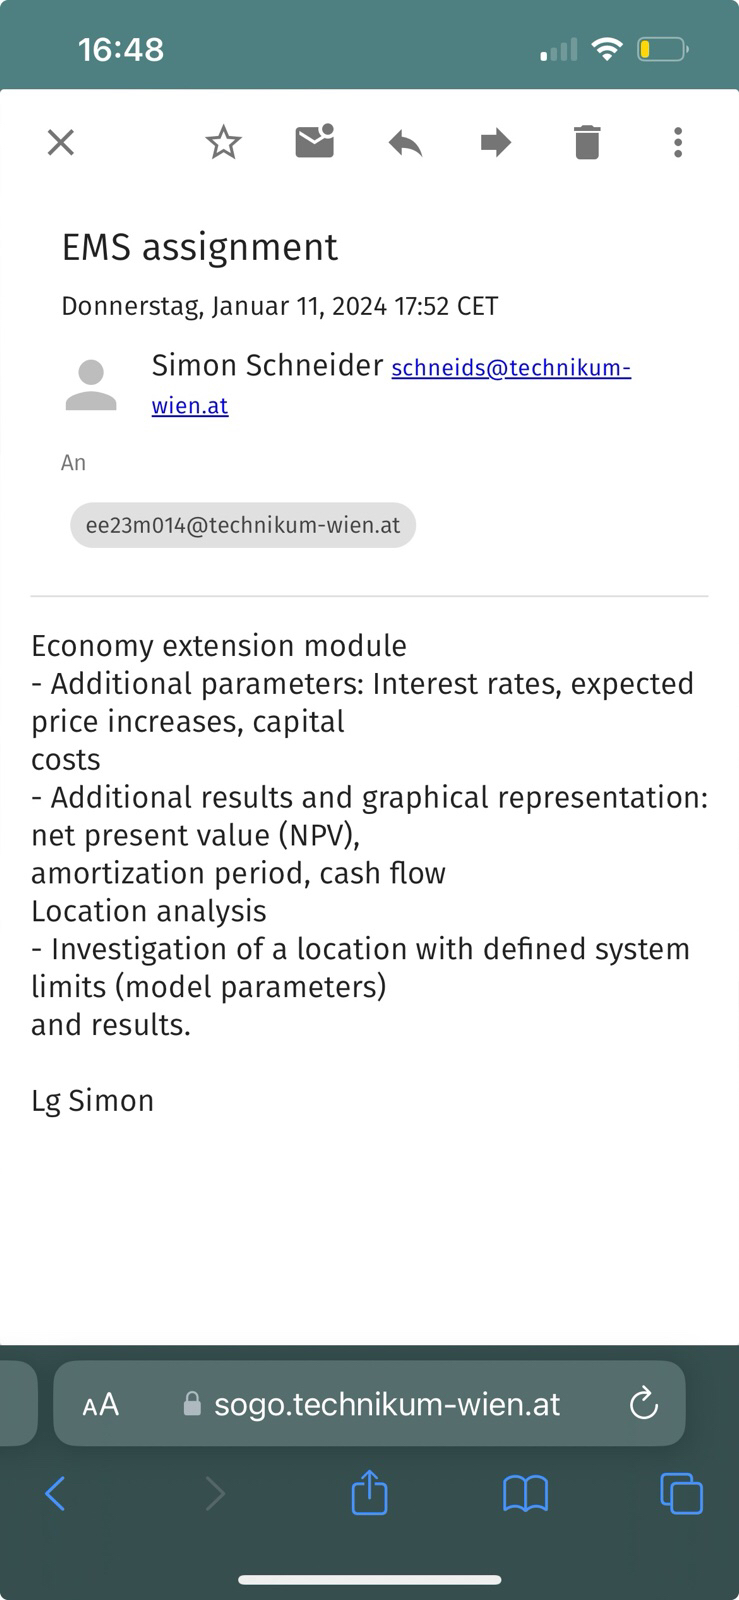 16:48
EMS assignment
Donnerstag, Januar 11, 2024 17:52 CET
Simon Schneider schneids@technikum-
wien.at
An
ee23m014@technikum-wien.at
Economy extension module
- Additional parameters: Interest rates, expected
price increases, capital
costs
- Additional results and graphical representation:
net present value (NPV),
amortization period, cash flow
Location analysis
- Investigation of a location with defined system
limits (model parameters)
and results.
Lg Simon
AA sogo.technikum-wien.at